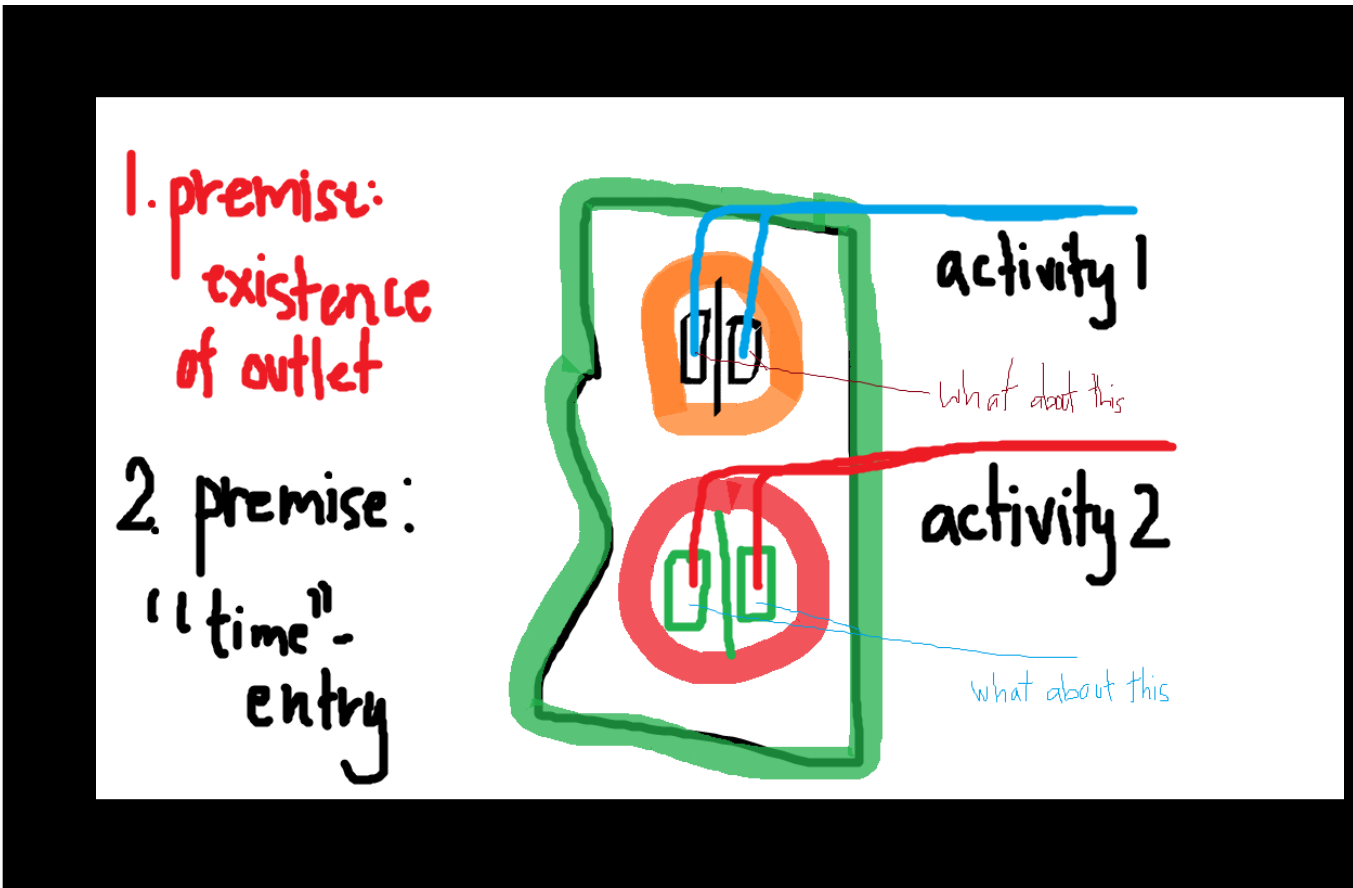 1. premise:
existence
of outlet
2. premise:
"time"-
entry
activity 1
what about this
activity 2
what about this